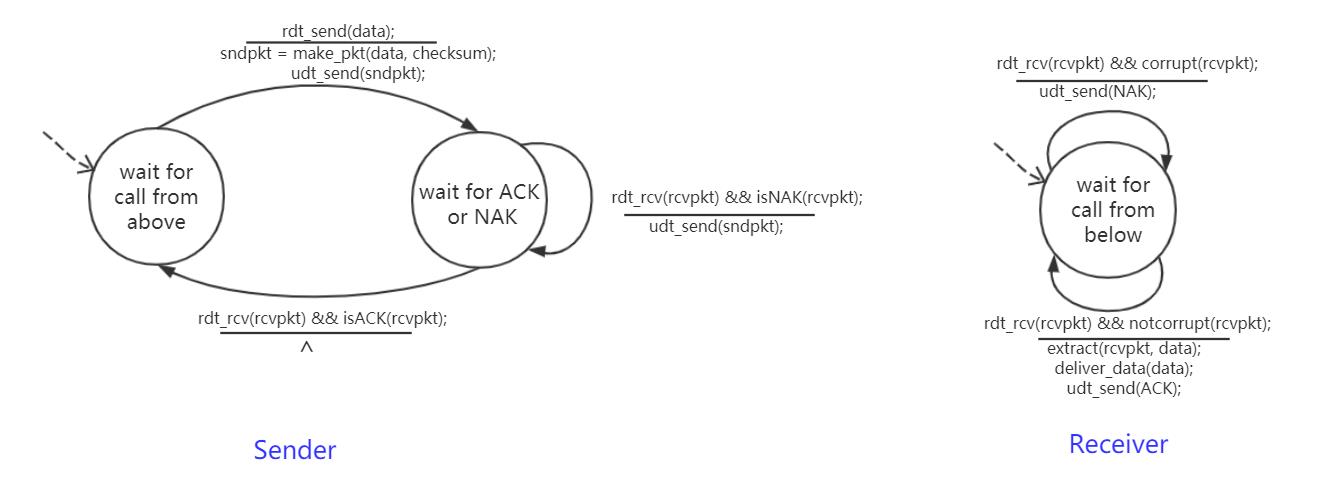 rdt_send(data);
sndpkt = make_pkt(data, checksum);
udt_send(sndpkt);
wait for
call from
above
wait for ACK
or NAK
rdt_rcv(rcvpkt) && isNAK(rcvpkt);
udt_send(sndpkt);
rdt_rcv(rcvpkt) && isACK(rcvpkt);
^
Sender
rdt_rcv(rcvpkt) && corrupt(rcvpkt);
udt_send(NAK);
wait for
call from
below
rdt_rcv(rcvpkt) && notcorrupt(rcvpkt);
extract(rcvpkt, data);
deliver_data(data);
udt_send(ACK);
Receiver